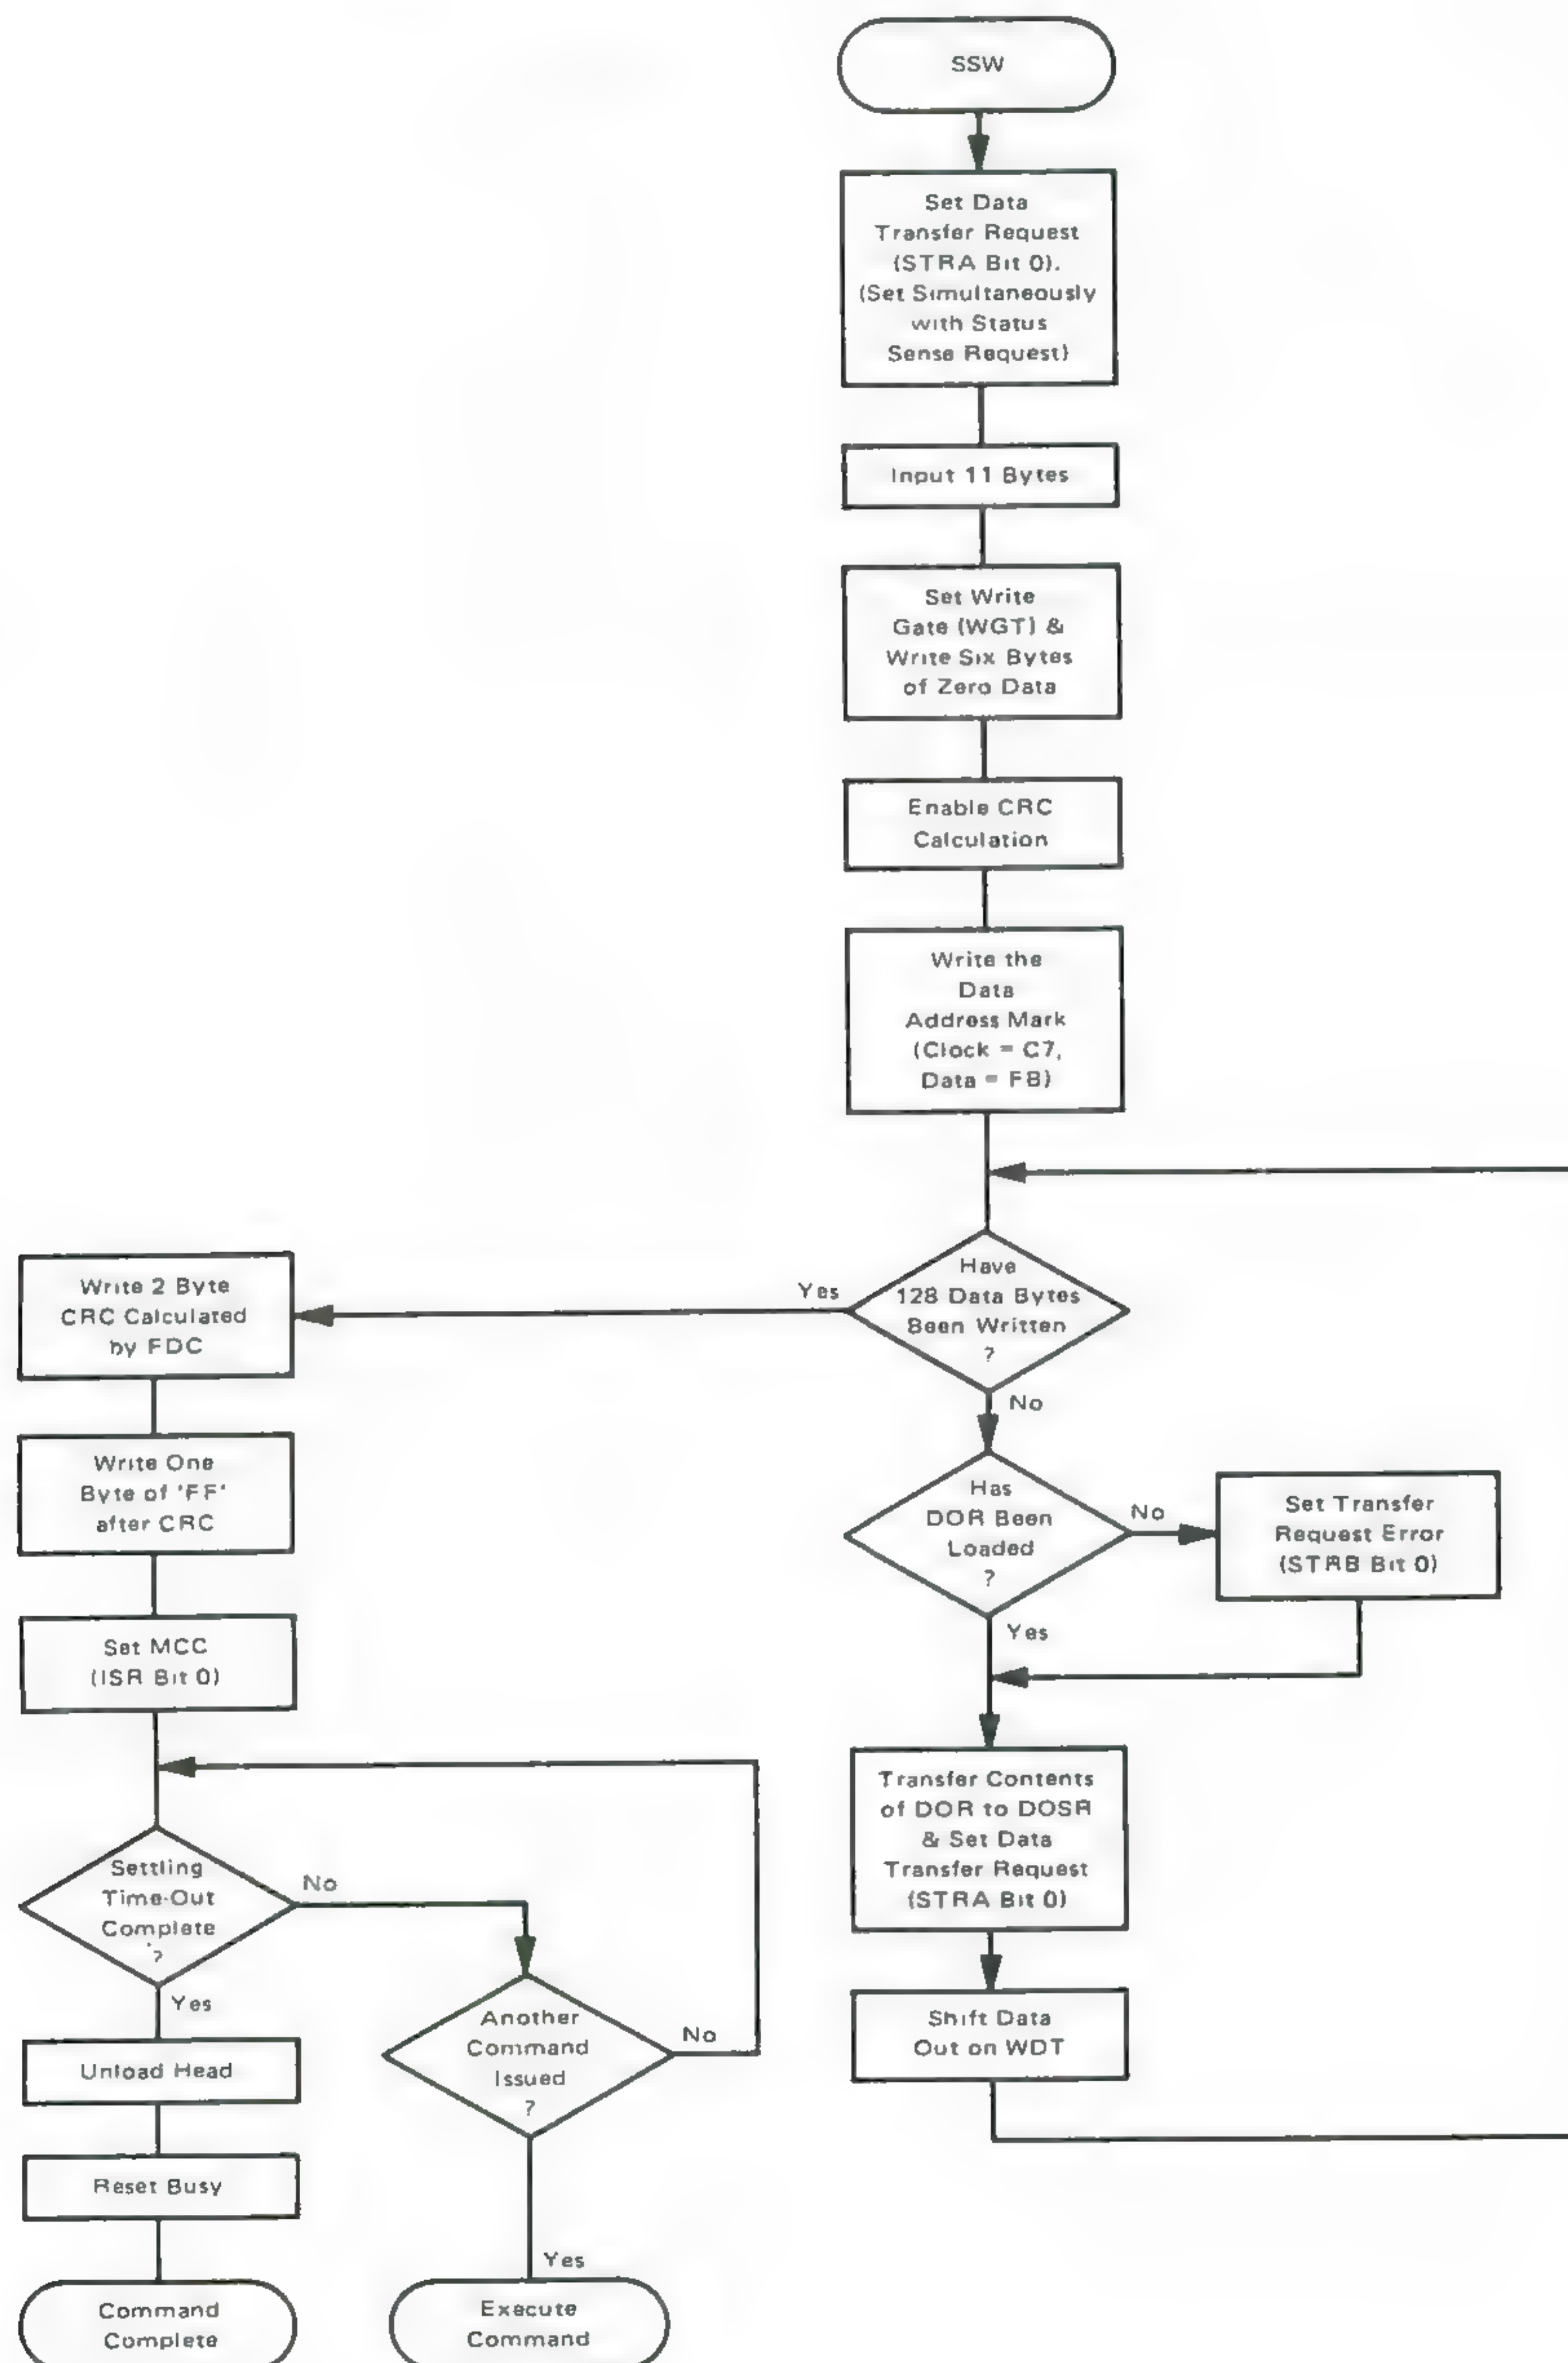 SSW
Set Data
Transfer Request
(STRA Bit 0).
(Set Simultaneously
with Status
Sense Request)
Input 11 Bytes
Set Write
Gate (WGT) &
Write Six Bytes
of Zero Data
Enable CRC
Calculation
Write the
Data
Address Mark
(Clock = C7,
Data = FB)
Have
128 Data Bytes
Been Written
?
Yes
No
Write 2 Byte
CRC Calculated
by FDC
Write One
Byte of 'FF'
after CRC
Set MCC
(ISR Bit 0)
Has
DOR Been
Loaded
?
No
Yes
Set Transfer
Request Error
(STRB Bit 0)
Transfer Contents
of DOR to DOSR
& Set Data
Transfer Request
(STRA Bit 0)
Shift Data
Out on WDT
Settling
Time-Out
Complete
?
No
Yes
Another
Command
Issued
?
No
Yes
Unload Head
Reset Busy
Command
Complete
Execute
Command